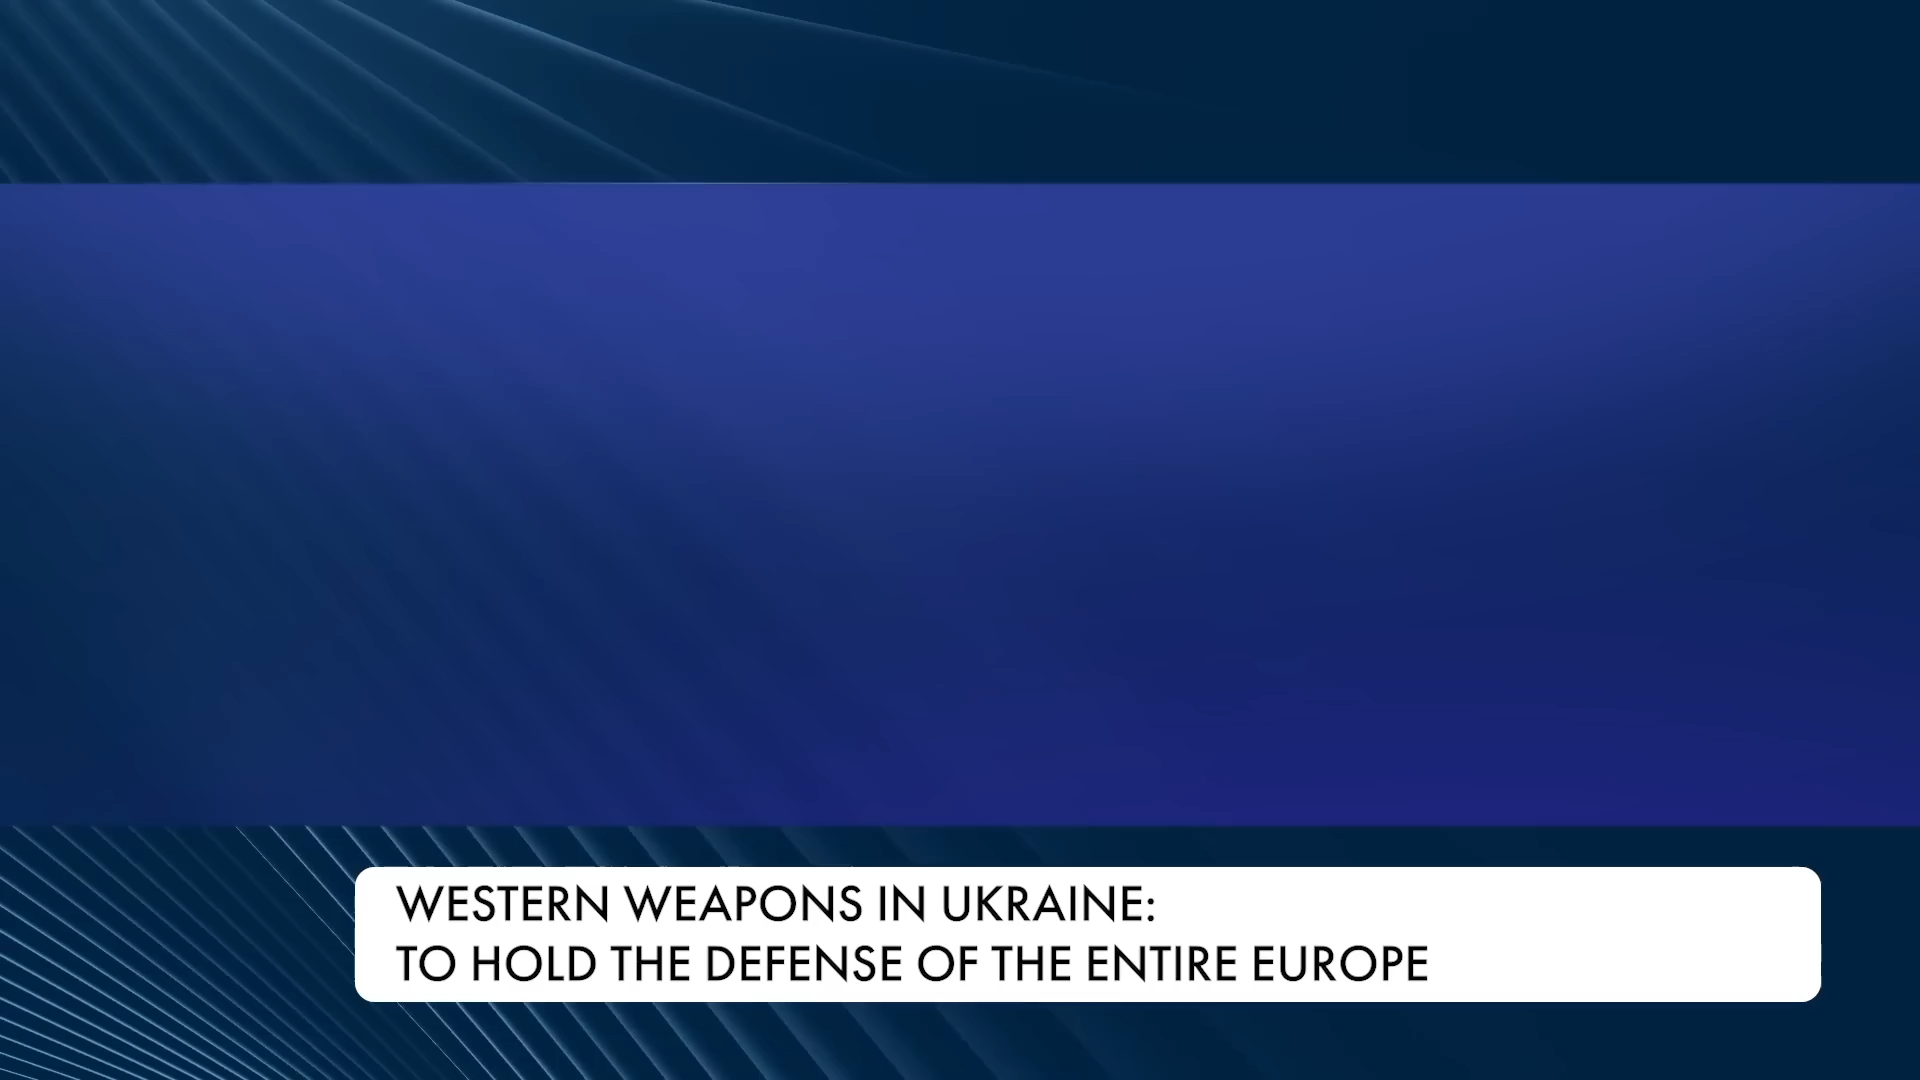 WESTERN WEAPONS IN UKRAINE:
TO HOLD THE DEFENSE OF THE ENTIRE EUROPE